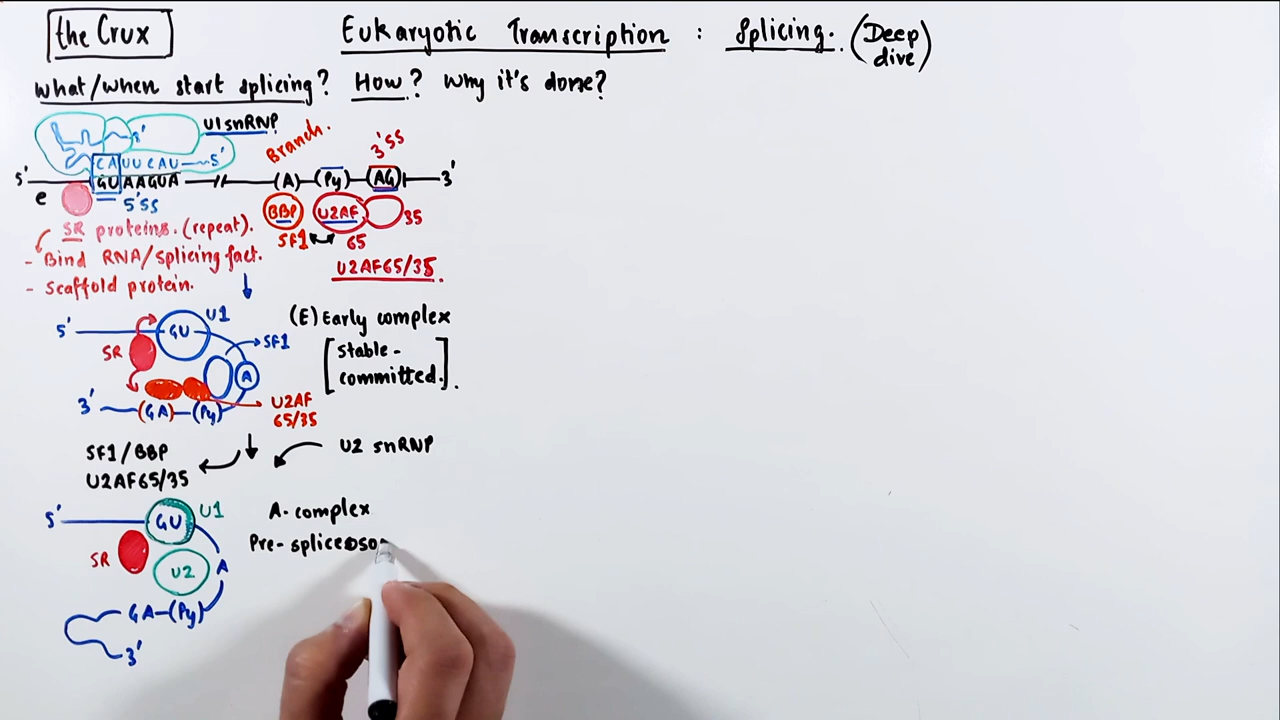 the Crux
Eukaryotic Transcription : Splicing. (Deep dive)
What/when start splicing? How? Why it's done?
U1 snRNP
5'
CAUUCAU 5'
Branch.
3'SS
5' GUAAGUA // (A) (Py) AG 3'
e
5'SS
BBP U2AF 35
SF1 65
SR proteins. (repeat).
- Bind RNA/splicing fact.
- Scaffold protein.
U2AF65/35.
5' GU U1
(E) Early complex
SR SF1
A
[Stable-
committed.].
3' (GA) (Py)
U2AF
65/35
SF1/BBP
U2AF65/35
U2 snRNP
5' GU U1
A-complex
Pre-spliceoso
SR U2 A
GA-(Py)
3'